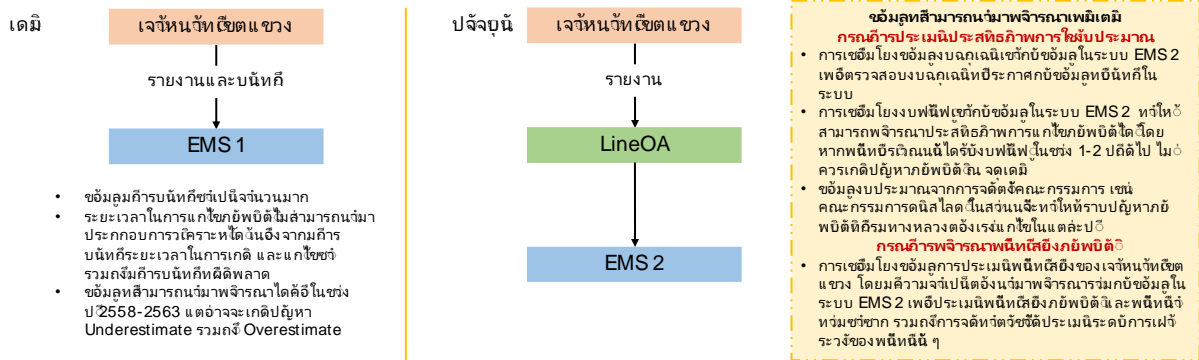 เดิม
เจ้าหน้าที่เขตแขวง
รายงานและบันทึก
EMS 1
• ข้อมูลมีการบันทึกซ้ำเป็นจำนวนมาก
• ระยะเวลาในการแก้ไขภัยพิบัติไม่สามารถนำมา
ประกอบการวิเคราะห์ได้เนื่องจากมีการ
บันทึกระยะเวลาในการเกิด และแก้ไขซ้ำ
รวมถึงมีการบันทึกที่ผิดพลาด
• ข้อมูลที่สามารถนำมาพิจารณาได้คือในช่วง
ปี 2558-2563 แต่อาจจะเกิดปัญหา
Underestimate รวมถึง Overestimate
ปัจจุบัน
เจ้าหน้าที่เขตแขวง
รายงาน
LineOA
EMS 2
ข้อมูลที่สามารถนำมาพิจารณาเพิ่มเติม
กรณีการประเมินประสิทธิภาพการใช้งบประมาณ
• การเชื่อมโยงข้อมูลงบฉุกเฉินเข้ากับข้อมูลในระบบ EMS 2
เพื่อตรวจสอบงบฉุกเฉินที่ประกาศกับข้อมูลที่บันทึกใน
ระบบ
• การเชื่อมโยงงบฟื้นฟูเข้ากับข้อมูลในระบบ EMS 2 ทำให้
สามารถพิจารณาประสิทธิภาพการแก้ไขภัยพิบัติได้ โดย
หากพื้นที่บริเวณนั้นได้รับงบฟื้นฟูในช่วง 1-2 ปีถัดไป ไม่
ควรเกิดปัญหาภัยพิบัติ ณ จุดเดิม
• ข้อมูลงบประมาณจากการจัดตั้งคณะกรรมการ เช่น
คณะกรรมการดินสไลด์ ในส่วนนี้จะทำให้ทราบปัญหาภัย
พิบัติที่กรมทางหลวงต้องเร่งแก้ไขในแต่ละปี
กรณีการพิจารณาพื้นที่เสี่ยงภัยพิบัติ
• การเชื่อมโยงข้อมูลการประเมินพื้นที่เสี่ยงของเจ้าหน้าที่เขต
แขวง โดยมีความจำเป็นต้องนำมาพิจารณาร่วมกับข้อมูลใน
ระบบ EMS 2 เพื่อประเมินพื้นที่เสี่ยงภัยพิบัติ และพื้นที่น้ำ
ท่วมซ้ำซาก รวมถึงการจัดทำตัวชี้วัดประเมินระดับการเฝ้า
ระวังของพื้นที่นั้น ๆ